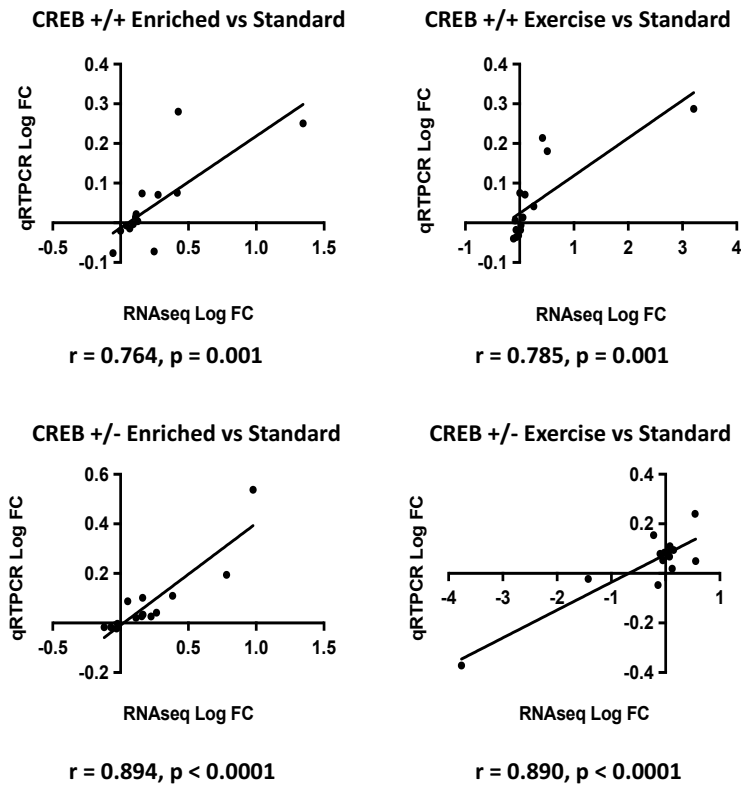 CREB +/+ Enriched vs Standard
qRTPCR Log FC
0.4
0.3
0.2
0.1
-0.1
-0.5
0.5
1.0
1.5
RNAseq Log FC
r = 0.764, p = 0.001
CREB +/+ Exercise vs Standard
qRTPCR Log FC
0.4
0.3
0.2
0.1
-0.1
-1
1
2
3
4
RNAseq Log FC
r = 0.785, p = 0.001
CREB +/- Enriched vs Standard
qRTPCR Log FC
0.6
0.4
0.2
-0.2
-0.5
0.5
1.0
1.5
RNAseq Log FC
r = 0.894, p < 0.0001
CREB +/- Exercise vs Standard
qRTPCR Log FC
0.4
0.2
-0.2
-0.4
-4
-3
-2
-1
1
RNAseq Log FC
r = 0.890, p < 0.0001